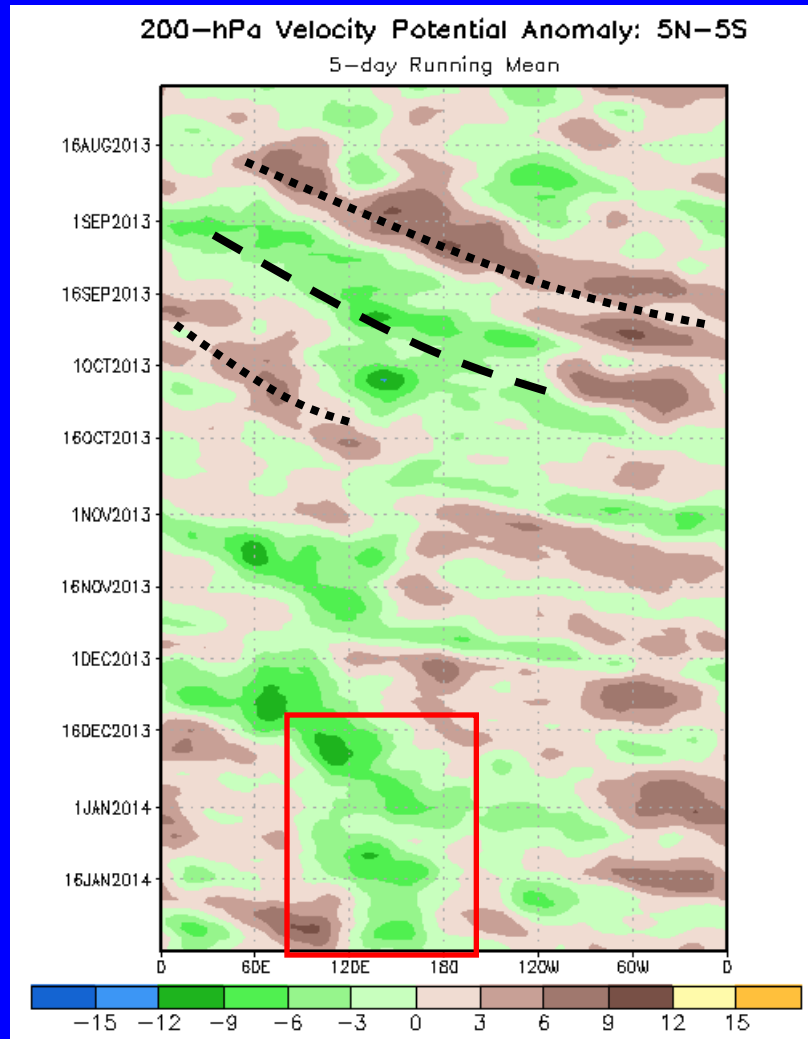 200-hPa Velocity Potential Anomaly: 5N-5S
5-day Running Mean
16AUG2013
1SEP2013
16SEP2013
1OCT2013
16OCT2013
1NOV2013
16NOV2013
1DEC2013
16DEC2013
1JAN2014
16JAN2014
0 60E 120E 180 120W 60W 0
-15 -12 -9 -6 -3 0 3 6 9 12 15